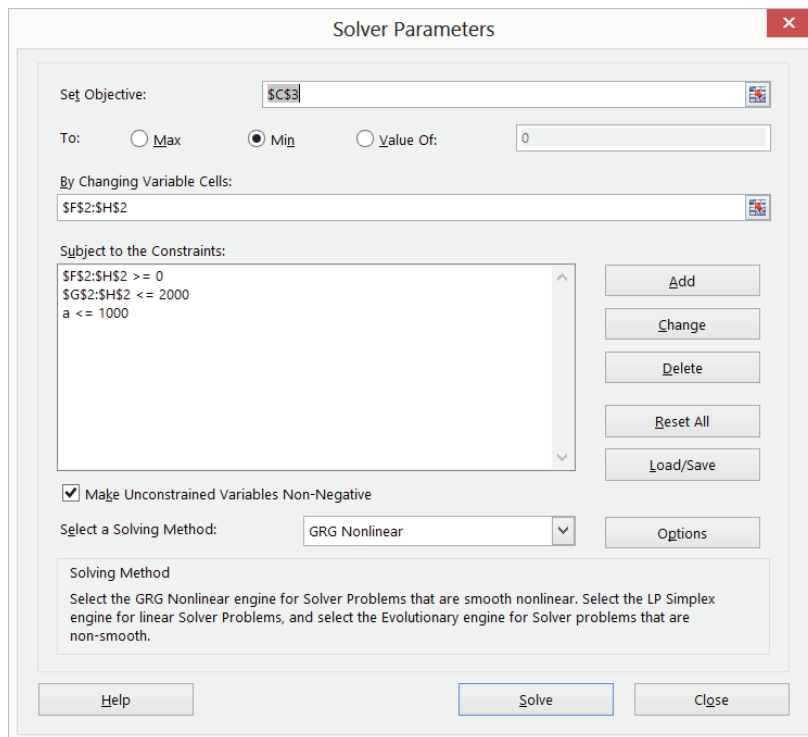 Solver Parameters
Set Objective:
$C$3
To:
Max
Min
Value Of:
0
By Changing Variable Cells:
$F$2:$H$2
Subject to the Constraints:
$F$2:$H$2 >= 0
$G$2:$H$2 <= 2000
a <= 1000
Add
Change
Delete
Reset All
Load/Save
Make Unconstrained Variables Non-Negative
Select a Solving Method:
GRG Nonlinear
Options
Solving Method
Select the GRG Nonlinear engine for Solver Problems that are smooth nonlinear. Select the LP Simplex
engine for linear Solver Problems, and select the Evolutionary engine for Solver problems that are
non-smooth.
Help
Solve
Close